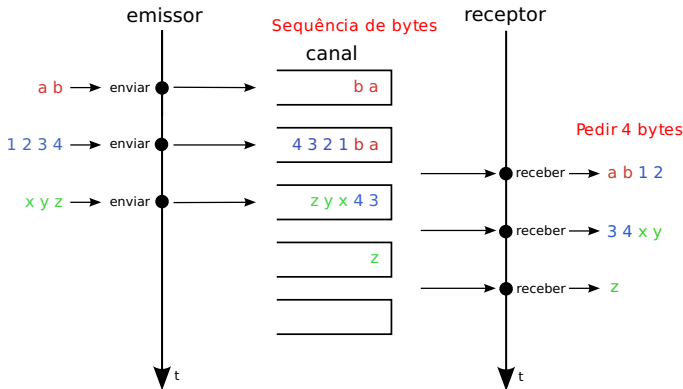 emissor
Sequência de bytes
receptor
canal
a b
enviar
b a
1 2 3 4
enviar
4 3 2 1 b a
Pedir 4 bytes
receber
a b 1 2
x y z
enviar
z y x 4 3
receber
3 4 x y
z
receber
z
t
t